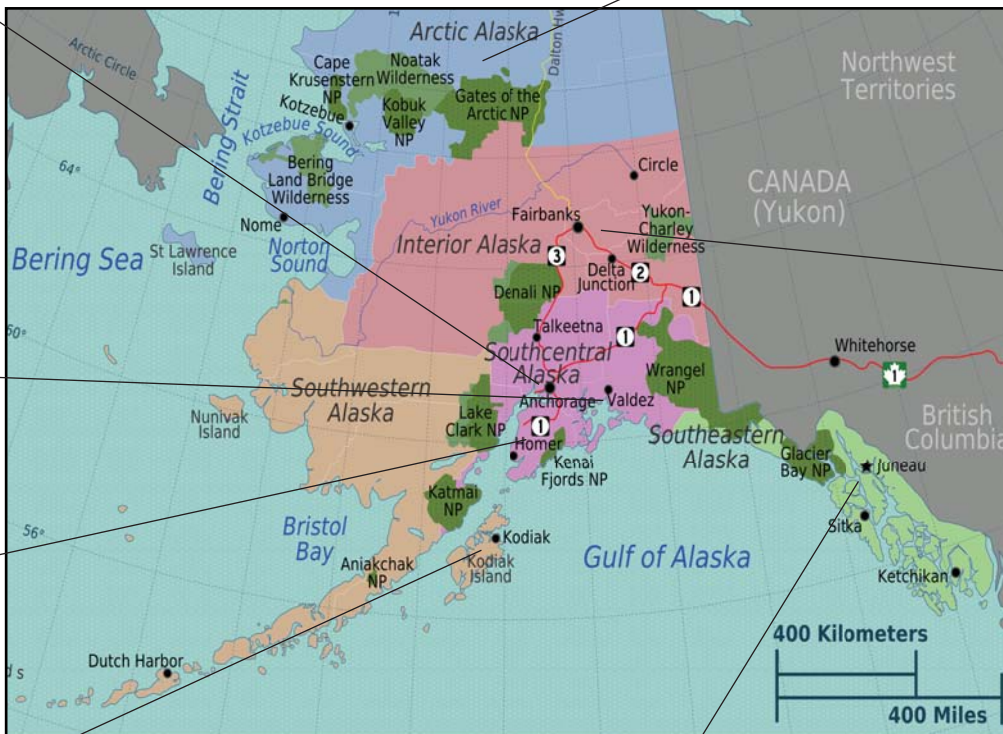 Arctic Alaska
Dalton Hwy
Arctic Circle
Cape
Krusenstern
NP
Noatak
Wilderness
Northwest
Territories
Kotzebue
Kobuk
Valley
NP
Gates of the
Arctic NP
Bering Strait
Kotzebue Sound
64°
Bering
Land Bridge
Wilderness
Circle
CANADA
(Yukon)
Yukon River
Fairbanks
Yukon-
Charley
Wilderness
Nome
Norton
Sound
Interior Alaska
St Lawrence
Island
Bering Sea
3
Delta
Junction
2
1
Denali NP
Talkeetna
1
Whitehorse
1
Southcentral
Alaska
Wrangel
NP
Southwestern
Alaska
Anchorage
Valdez
Nunivak
Island
Lake
Clark NP
1
Homer
Southeastern
Alaska
British
Columbia
Kenai
Fjords NP
Glacier
Bay NP
Juneau
Katmai
NP
Sitka
56°
Bristol
Bay
Kodiak
Kodiak
Island
Gulf of Alaska
Aniakchak
NP
Ketchikan
400 Kilometers
Dutch Harbor
400 Miles